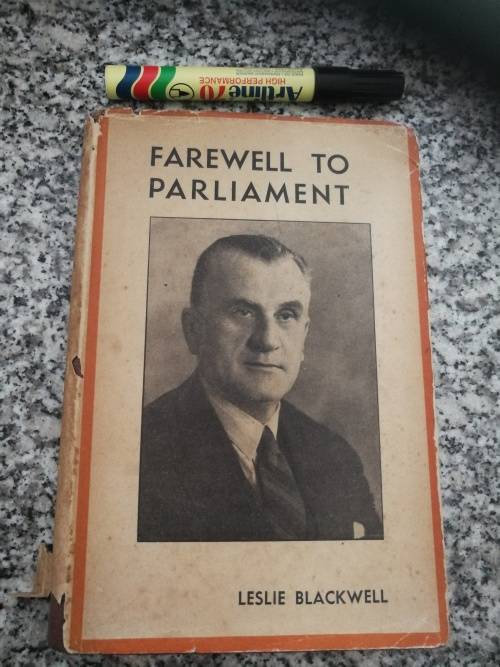 Artline 70
HIGH PERFORMANCE
FAREWELL TO
PARLIAMENT
LESLIE BLACKWELL